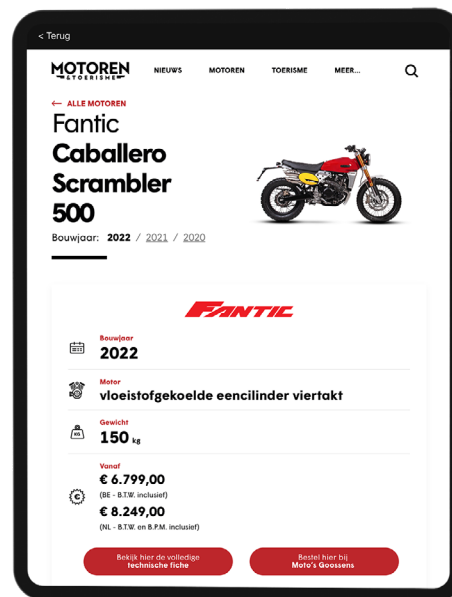 < Terug
MOTOREN
&TOERISME
NIEUWS MOTOREN TOERISME MEER...
← ALLE MOTOREN
Fantic
Caballero
Scrambler
500
Bouwjaar: 2022 / 2021 / 2020
FANTIC
Bouwjaar
2022
Motor
vloeistofgekoelde eencilinder viertakt
KG
Gewicht
150 kg
Vanaf
€ 6.799,00
(BE - B.T.W. inclusief)
€
€ 8.249,00
(NL - B.T.W. en B.P.M. inclusief)
Bekijk hier de volledige
technische fiche
Bestel hier bij
Moto's Goossens